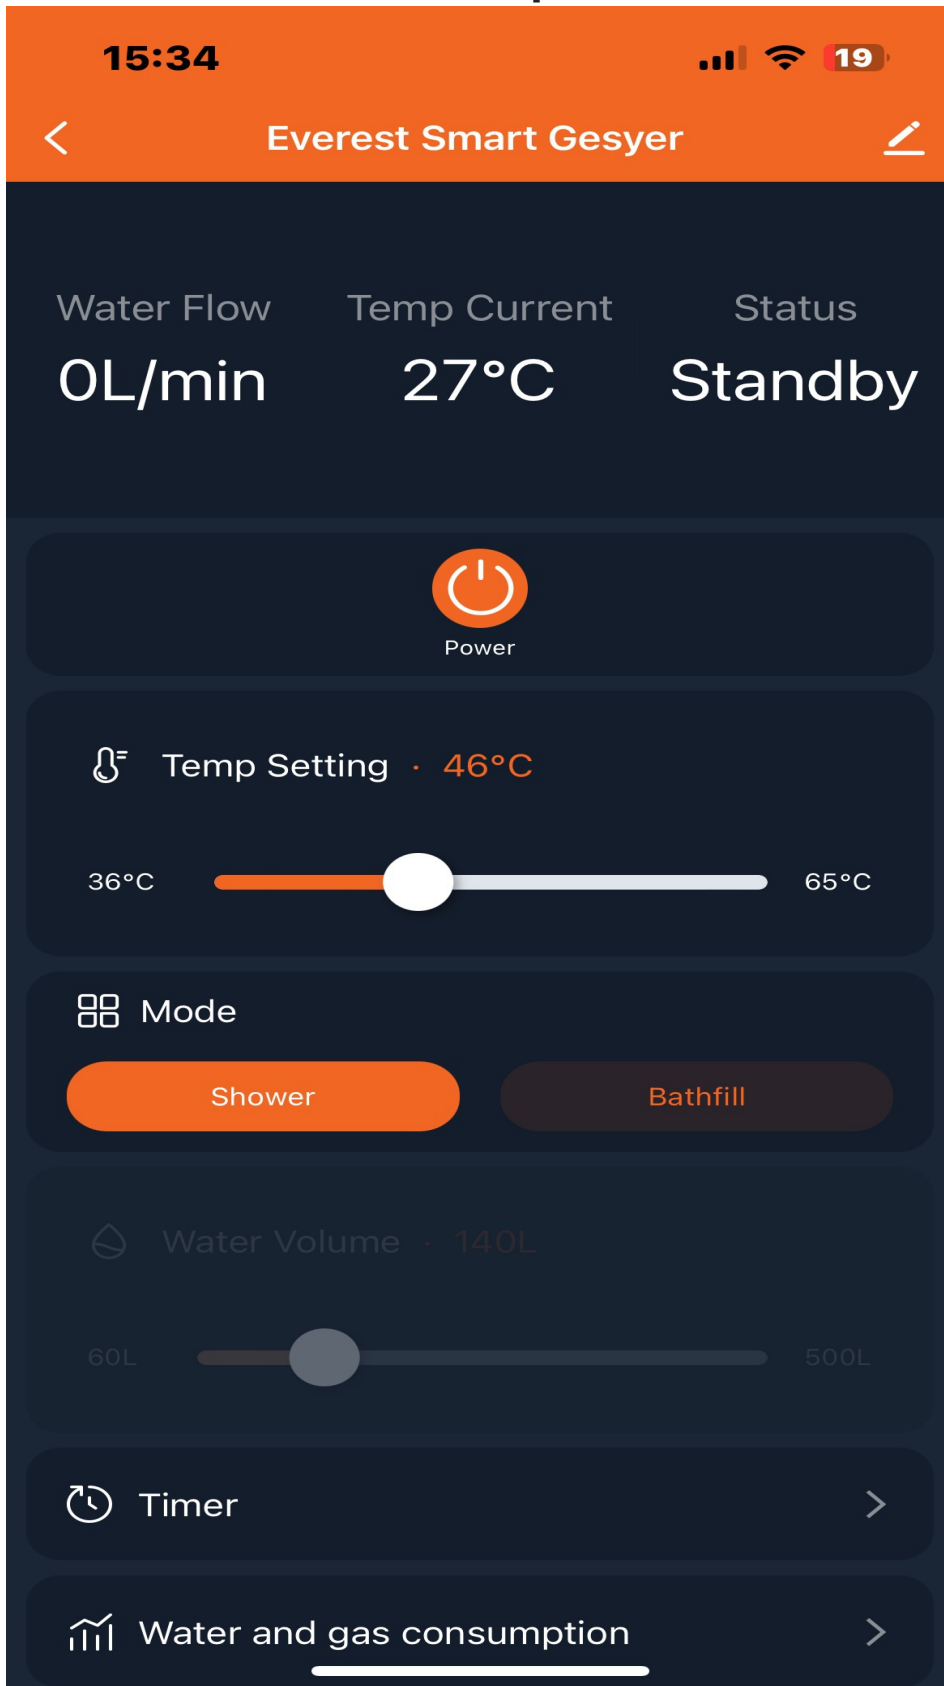 15:34 19
Everest Smart Gesyer
Water Flow Temp Current Status
0L/min 27°C Standby
Power
Temp Setting · 46°C
36°C 65°C
Mode
Shower Bathfill
Water Volume · 140L
60L 500L
Timer
Water and gas consumption